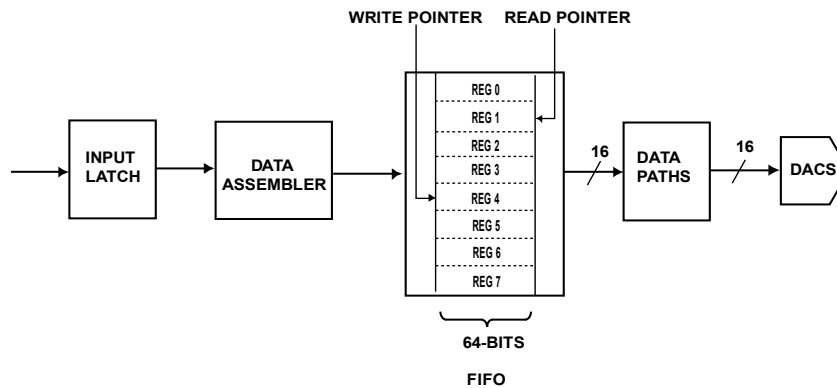 WRITE POINTER
READ POINTER
INPUT
LATCH
DATA
ASSEMBLER
REG 0
REG 1
REG 2
REG 3
REG 4
REG 5
REG 6
REG 7
16
DATA
PATHS
16
DACS
64-BITS
FIFO